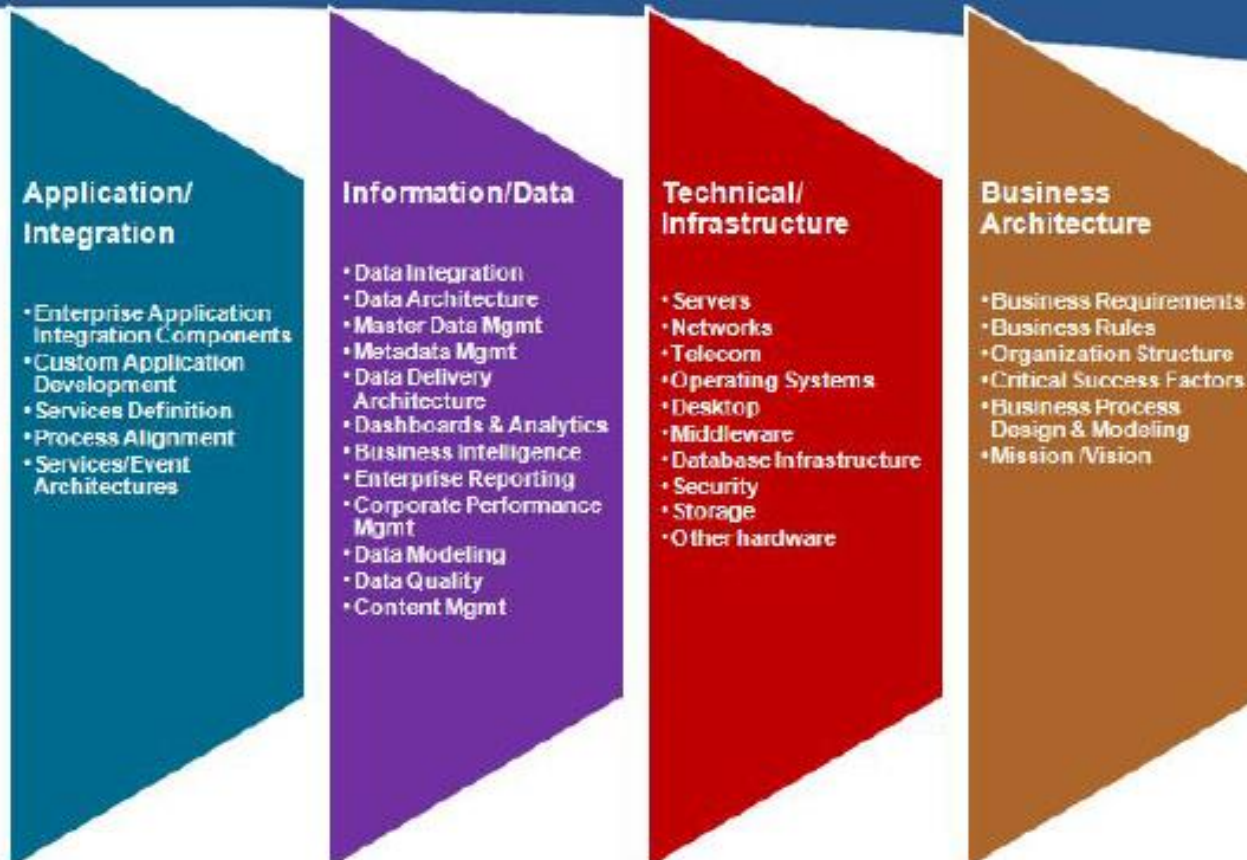 Application/
Integration
•Enterprise Application
Integration Components
•Custom Application
Development
•Services Definition
•Process Alignment
•Services/Event
Architectures
Information/Data
•Data Integration
•Data Architecture
•Master Data Mgmt
•Metadata Mgmt
•Data Delivery
Architecture
•Dashboards & Analytics
•Business Intelligence
•Enterprise Reporting
•Corporate Performance
Mgmt
•Data Modeling
•Data Quality
•Content Mgmt
Technical/
Infrastructure
•Servers
•Networks
•Telecom
•Operating Systems
•Desktop
•Middleware
•Database Infrastructure
•Security
•Storage
•Other hardware
Business
Architecture
•Business Requirements
•Business Rules
•Organization Structure
•Critical Success Factors
•Business Process
Design & Modeling
•Mission /Vision